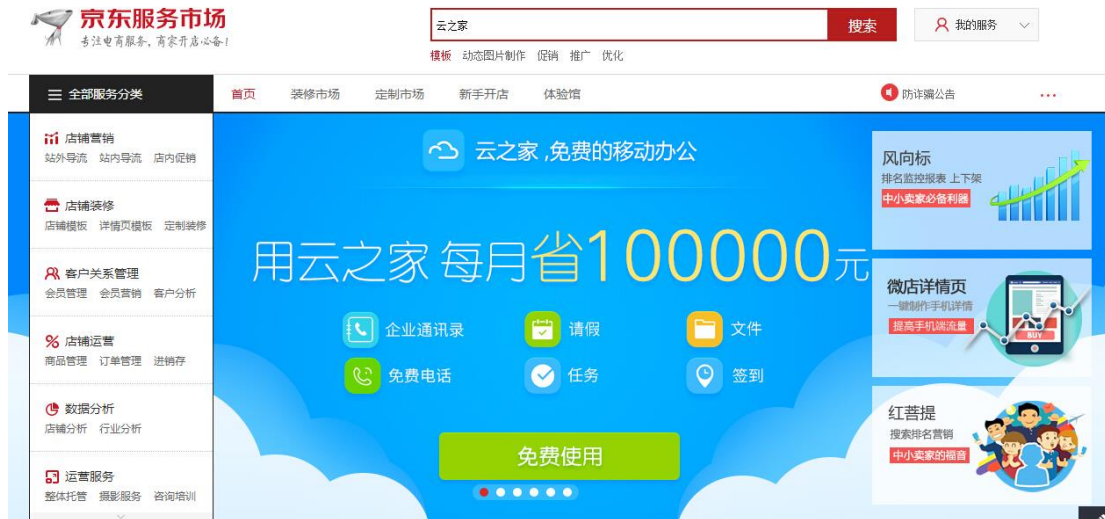 京东服务市场
专注电商服务，商家开店必备！
云之家
搜索
我的服务
模板 动态图片制作 促销 推广 优化
全部服务分类
首页 装修市场 定制市场 新手开店 体验馆
防诈骗公告
店铺营销
站外导流 站内导流 店内促销
店铺装修
店铺模板 详情页模板 定制装修
客户关系管理
会员管理 会员营销 客户分析
店铺运营
商品管理 订单管理 进销存
数据分析
店铺分析 行业分析
运营服务
整体托管 摄影服务 咨询培训
云之家,免费的移动办公
用云之家 每月省100000元
企业通讯录 请假 文件
免费电话 任务 签到
免费使用
风向标
排名监控报表 上下架
中小卖家必备利器
微店详情页
一键制作手机详情
提高手机端流量
BUY
红菩提
搜索排名营销
中小卖家的福音